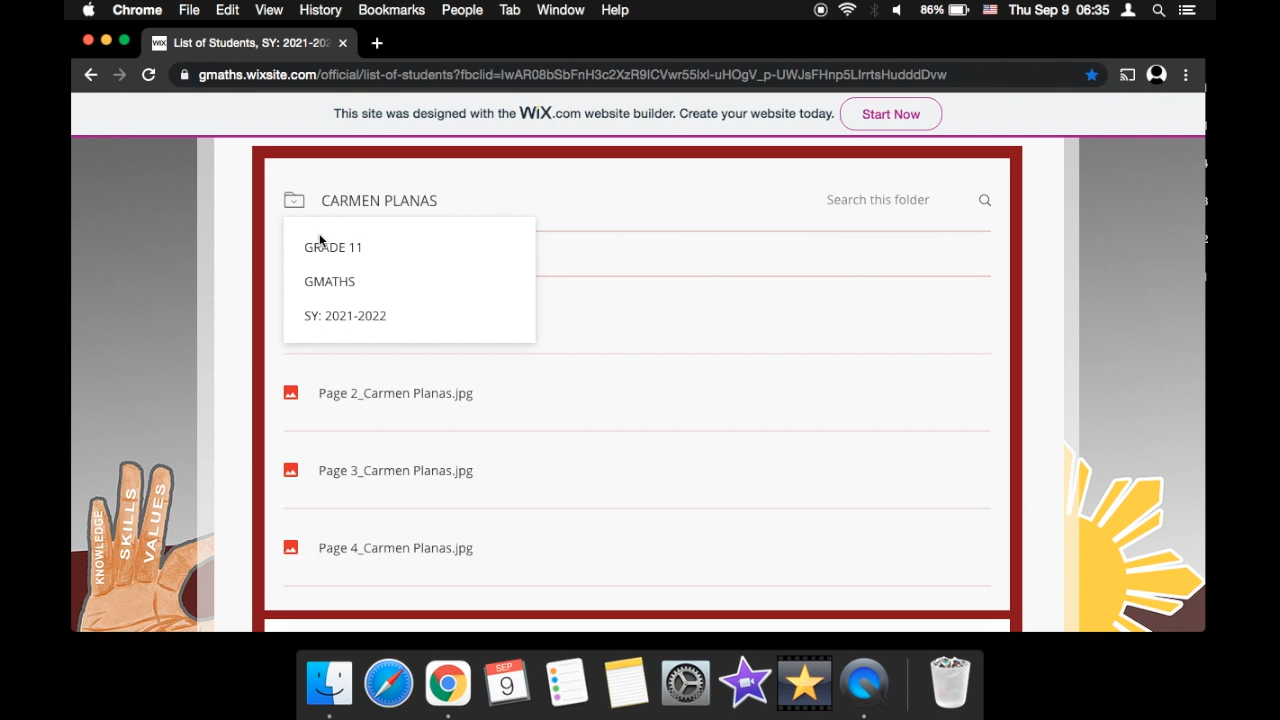 Chrome File Edit View History Bookmarks People Tab Window Help 86% Thu Sep 9 06:35
WIX List of Students, SY: 2021-202
gmaths.wixsite.com/official/list-of-students?fbclid=IwAR08bSbFnH3c2XzR9lCVwr55lxl-uHOgV_p-UWJsFHnp5LIrrtsHudddDvw
This site was designed with the WiX.com website builder. Create your website today. Start Now
CARMEN PLANAS Search this folder
GRADE 11
GMATHS
SY: 2021-2022
Page 2_Carmen Planas.jpg
Page 3_Carmen Planas.jpg
Page 4_Carmen Planas.jpg
KNOWLEDGE
SKILLS
VALUES
SEP
9